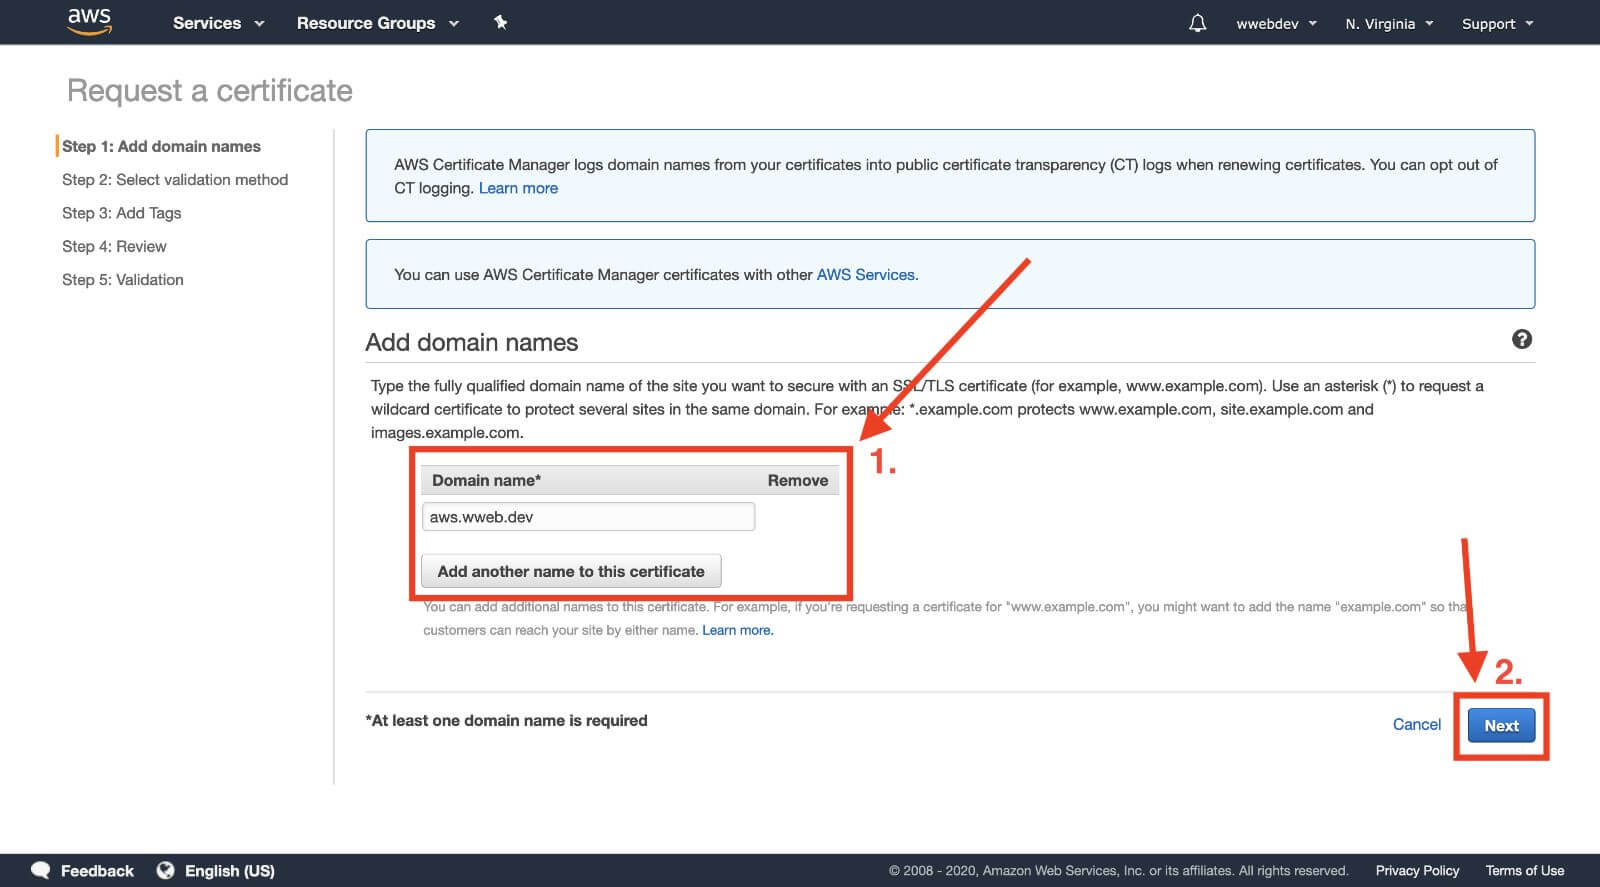 aws
Services
Resource Groups
wwebdev
N. Virginia
Support
Request a certificate
Step 1: Add domain names
Step 2: Select validation method
Step 3: Add Tags
Step 4: Review
Step 5: Validation
AWS Certificate Manager logs domain names from your certificates into public certificate transparency (CT) logs when renewing certificates. You can opt out of
CT logging. Learn more
You can use AWS Certificate Manager certificates with other AWS Services.
Add domain names
?
Type the fully qualified domain name of the site you want to secure with an SSL/TLS certificate (for example, www.example.com). Use an asterisk (*) to request a
wildcard certificate to protect several sites in the same domain. For example: *.example.com protects www.example.com, site.example.com and
images.example.com.
1.
Domain name*
Remove
aws.wweb.dev
Add another name to this certificate
You can add additional names to this certificate. For example, if you're requesting a certificate for "www.example.com", you might want to add the name "example.com" so tha
customers can reach your site by either name. Learn more.
2.
*At least one domain name is required
Cancel
Next
Feedback
English (US)
© 2008 - 2020, Amazon Web Services, Inc. or its affiliates. All rights reserved.
Privacy Policy
Terms of Use